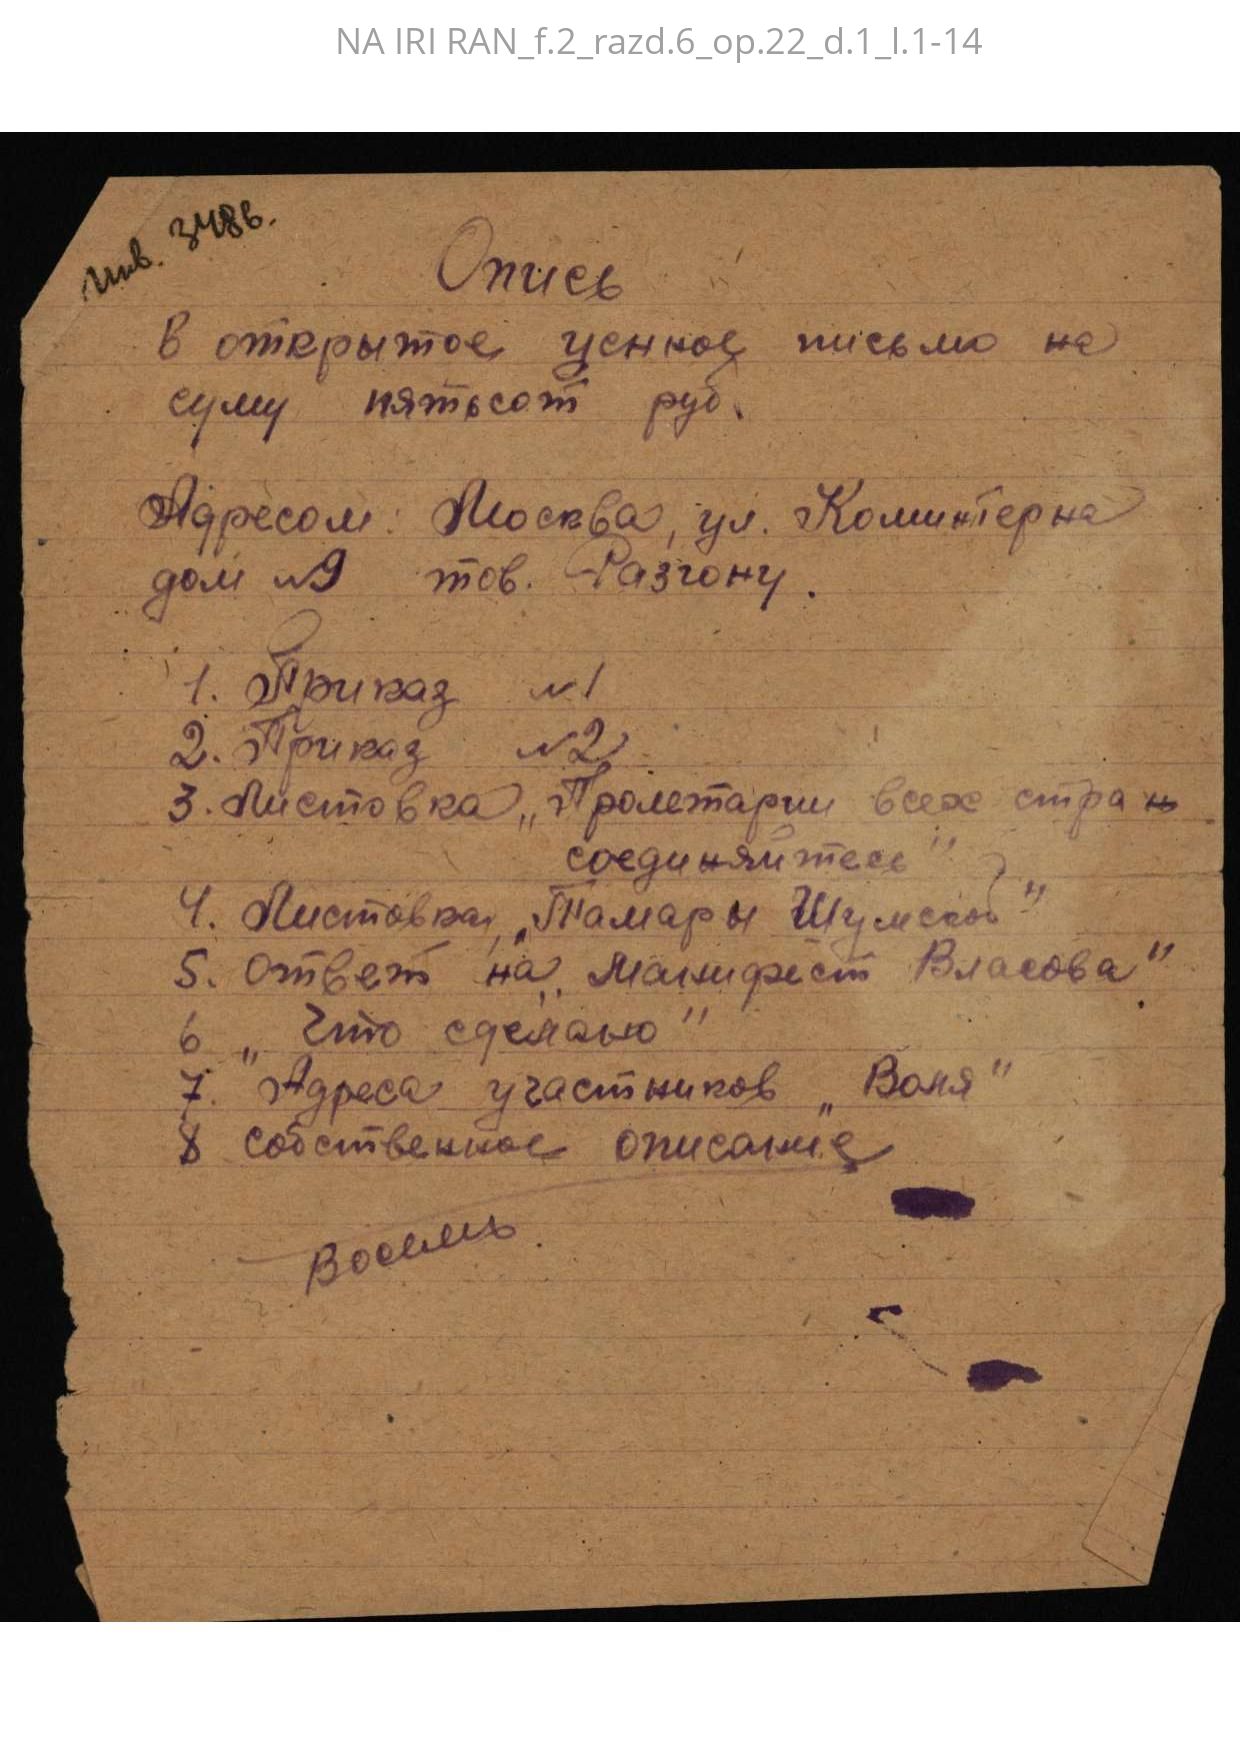 NA IRI RAN_f.2_razd.6_op.22_d.1_l.1-14
Инв. 3486.
Опись
в открытое ценное письмо на
суму пятьсот руб.
Адресом: Москва, ул. Коминтерна
дом №9 тов. Разгону.
1. Приказ №1
2. Приказ №2
3. Листовка „Пролетарии всех стран
соединяйтесь"
4. Листовка „Тамары Шумской"
5. Ответ на „Манифест Власова"
6 „Что сделано"
7. Адреса участников „Воля"
8 собственное описание
Восемь.